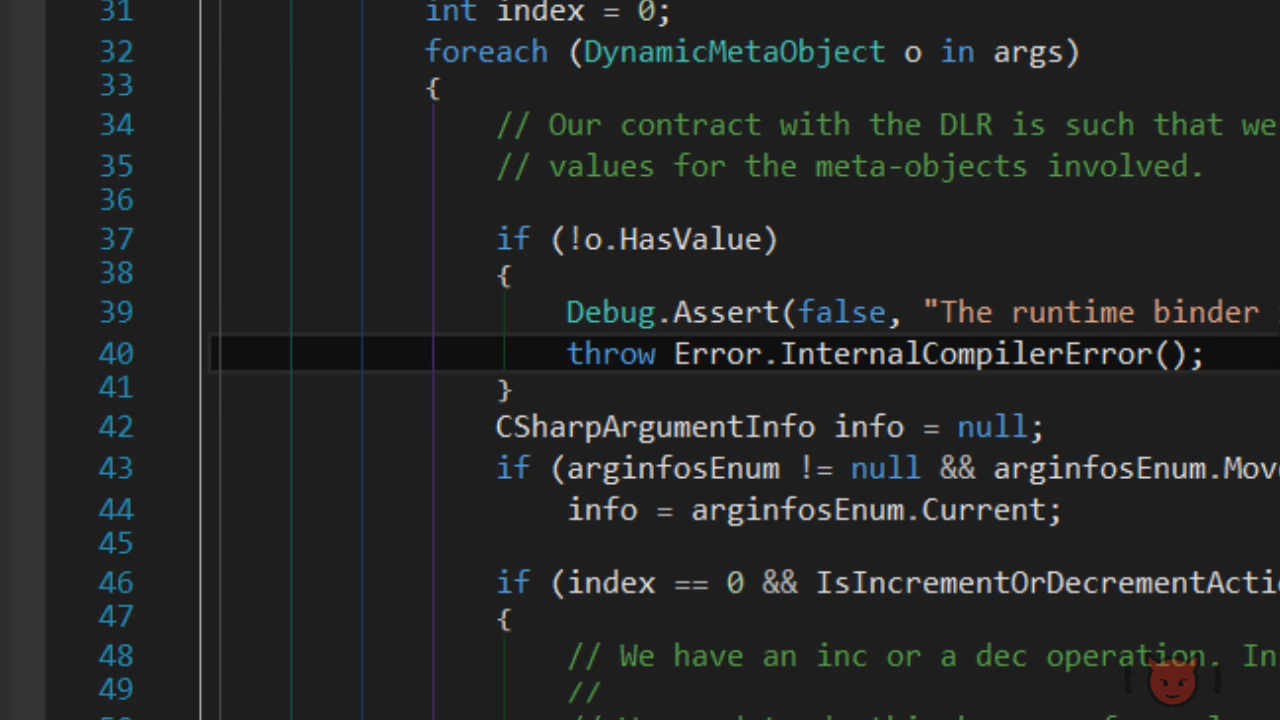 31 int index = 0;
32 foreach (DynamicMetaObject o in args)
33 {
34 // Our contract with the DLR is such that we
35 // values for the meta-objects involved.
36
37 if (!o.HasValue)
38 {
39 Debug.Assert(false, "The runtime binder
40 throw Error.InternalCompilerError();
41 }
42 CSharpArgumentInfo info = null;
43 if (arginfosEnum != null && arginfosEnum.Mov
44 info = arginfosEnum.Current;
45
46 if (index == 0 && IsIncrementOrDecrementActi
47 {
48 // We have an inc or a dec operation. In
49 //